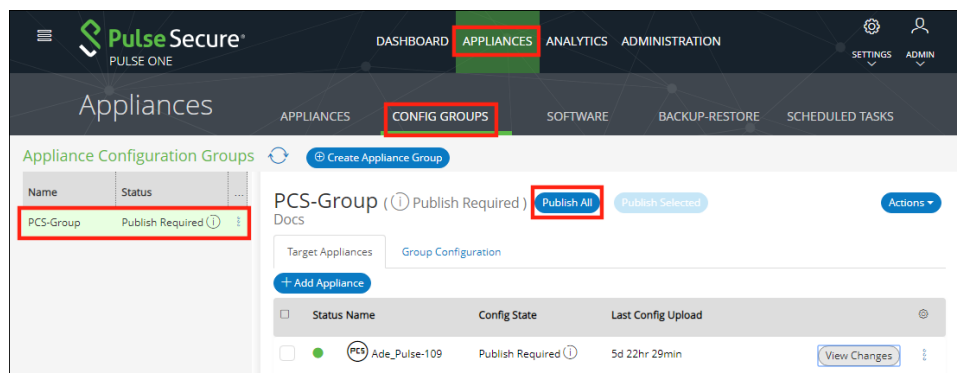 Pulse Secure®
PULSE ONE
DASHBOARD APPLIANCES ANALYTICS ADMINISTRATION
SETTINGS ADMIN
Appliances
APPLIANCES CONFIG GROUPS SOFTWARE BACKUP-RESTORE SCHEDULED TASKS
Appliance Configuration Groups Create Appliance Group
Name Status ...
PCS-Group Publish Required
PCS-Group ( Publish Required ) Publish All Publish Selected Actions
Docs
Target Appliances Group Configuration
+ Add Appliance
Status Name Config State Last Config Upload
PCS Ade_Pulse-109 Publish Required 5d 22hr 29min View Changes